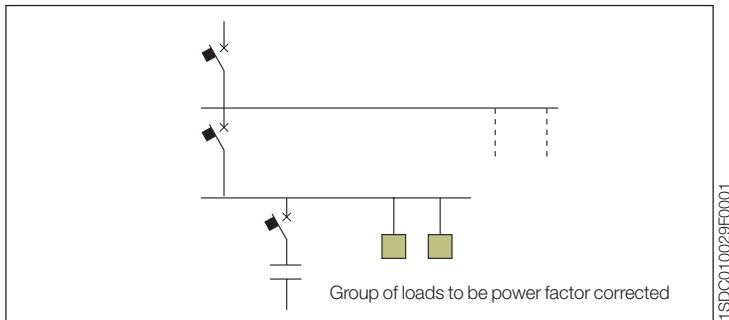 Group of loads to be power factor corrected
1SDC010029F0001